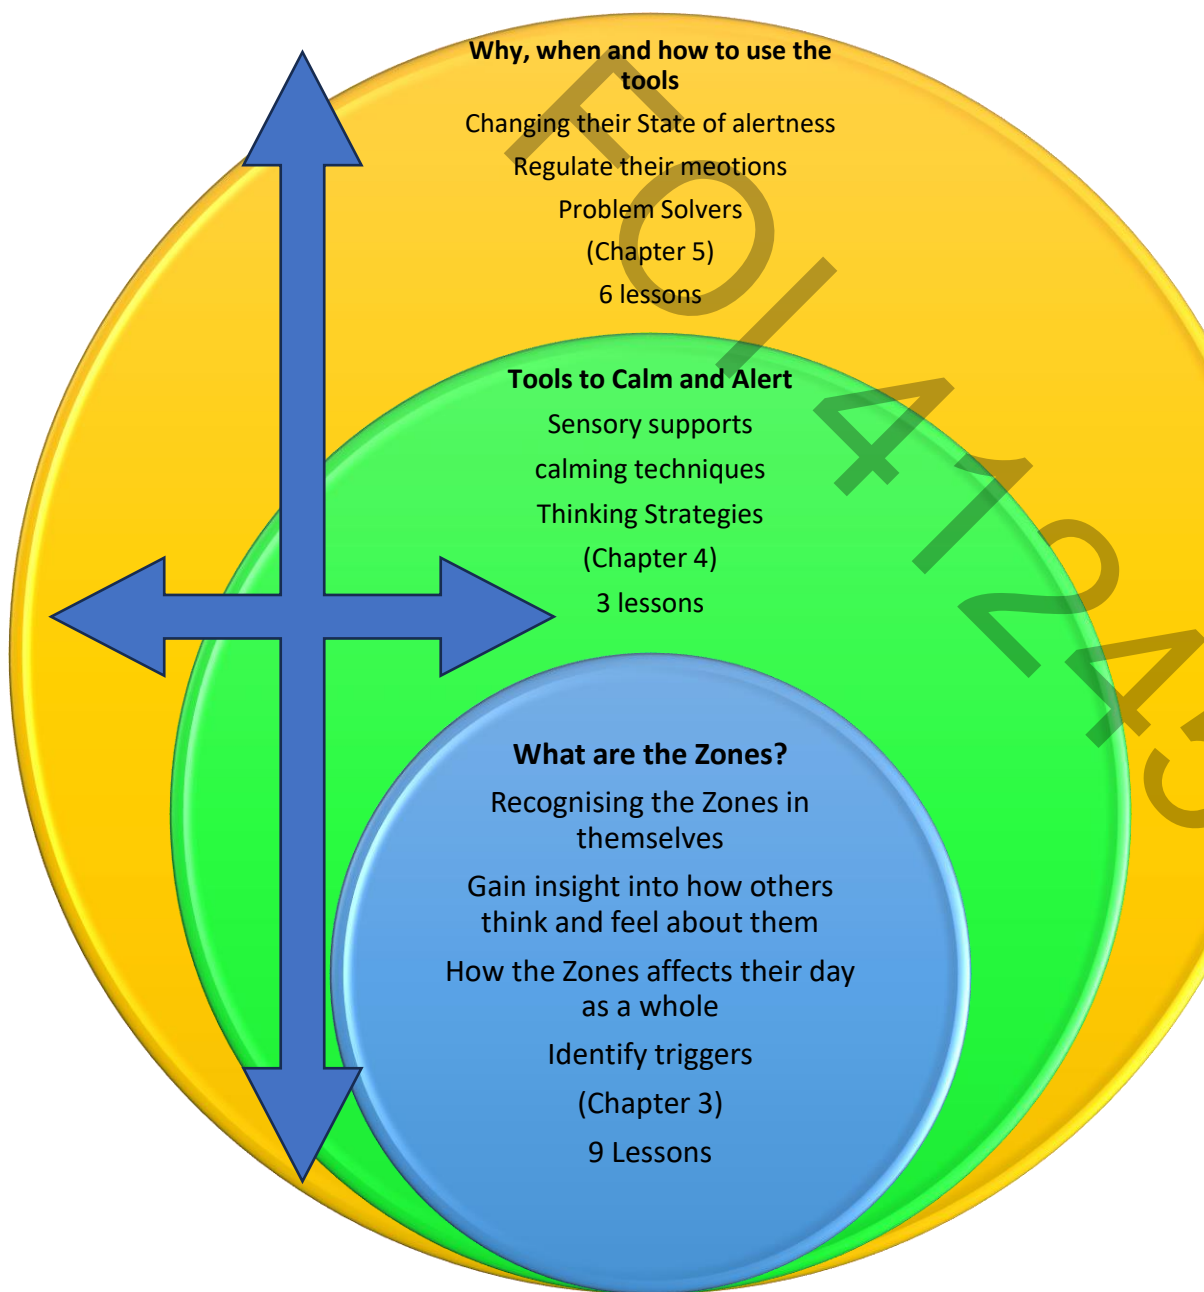 Why, when and how to use the
tools
Changing their State of alertness
Regulate their meotions
Problem Solvers
(Chapter 5)
6 lessons
Tools to Calm and Alert
Sensory supports
calming techniques
Thinking Strategies
(Chapter 4)
3 lessons
What are the Zones?
Recognising the Zones in
themselves
Gain insight into how others
think and feel about them
How the Zones affects their day
as a whole
Identify triggers
(Chapter 3)
9 Lessons
FOI 41245